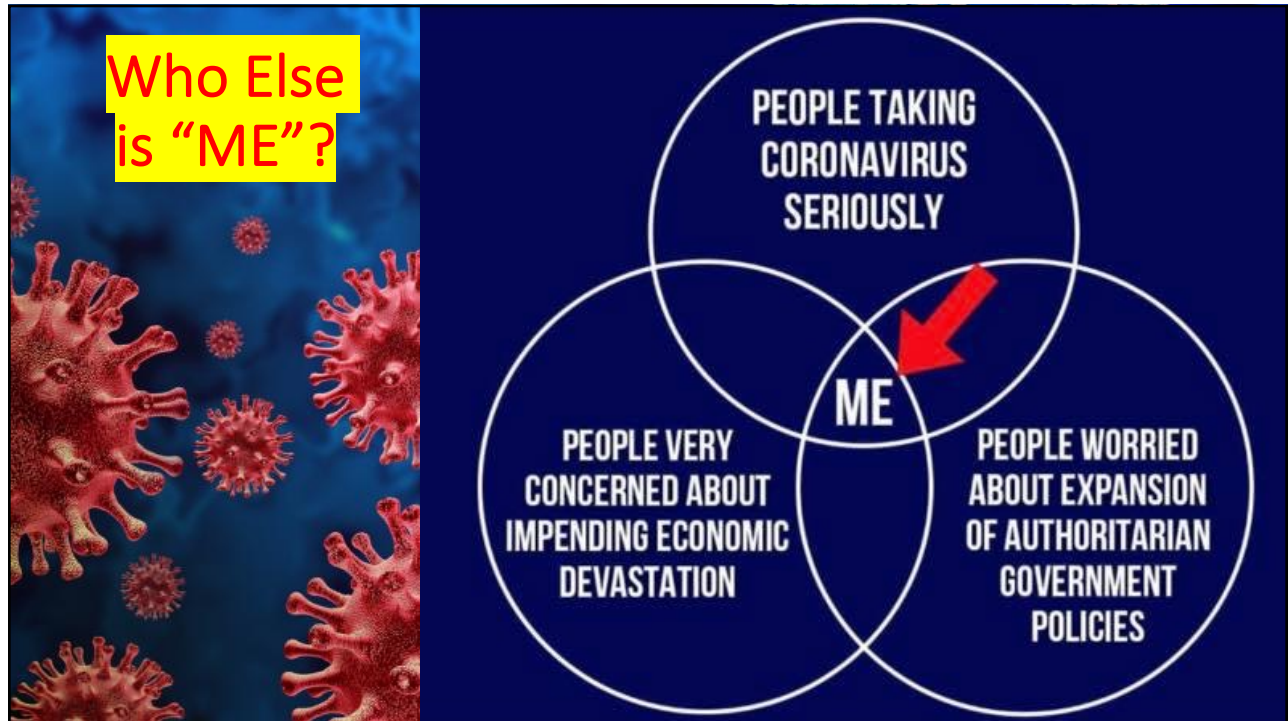 Who Else
is “ME”?
PEOPLE TAKING
CORONAVIRUS
SERIOUSLY
ME
PEOPLE VERY
CONCERNED ABOUT
IMPENDING ECONOMIC
DEVASTATION
PEOPLE WORRIED
ABOUT EXPANSION
OF AUTHORITARIAN
GOVERNMENT
POLICIES